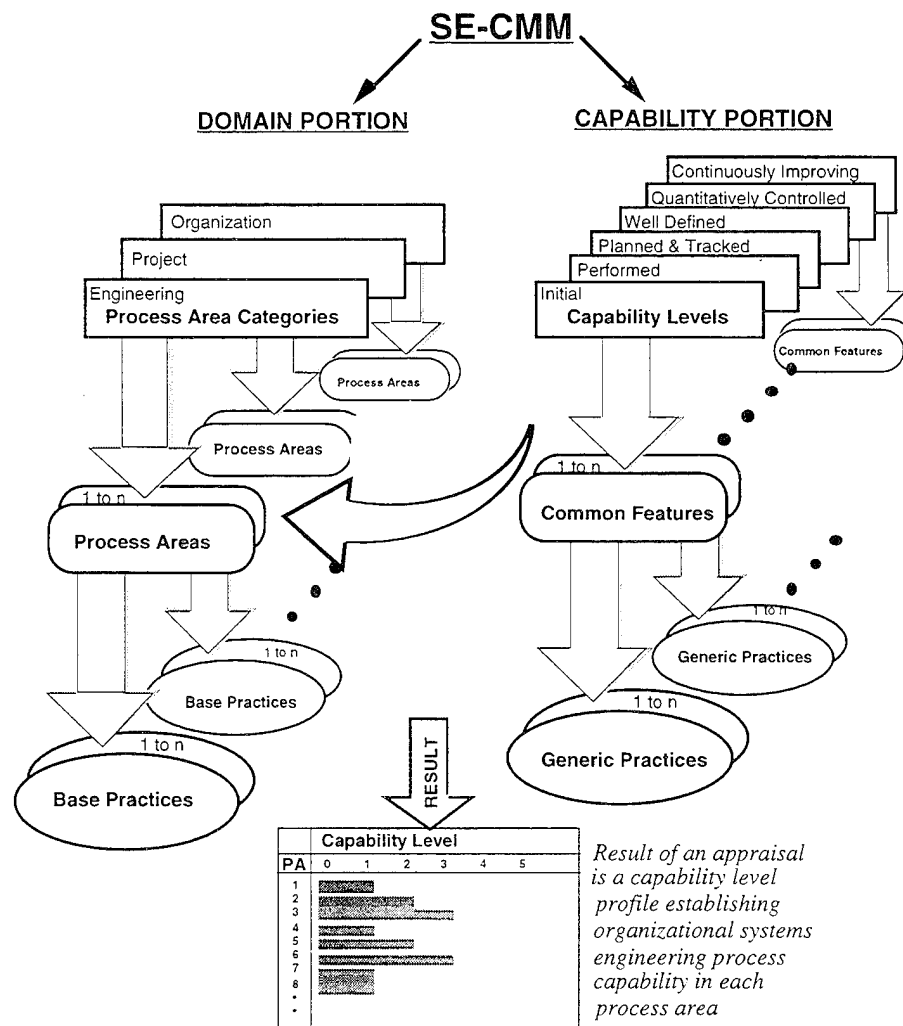 SE-CMM
DOMAIN PORTION
CAPABILITY PORTION
Organization
Project
Engineering
Process Area Categories
Process Areas
Process Areas
1 to n
Process Areas
1 to n
Base Practices
1 to n
Base Practices
Continuously Improving
Quantitatively Controlled
Well Defined
Planned & Tracked
Performed
Initial
Capability Levels
Common Features
1 to n
Common Features
1 to n
Generic Practices
1 to n
Generic Practices
RESULT
Capability Level
PA 0 1 2 3 4 5
1
2
3
4
5
6
7
8
Result of an appraisal
is a capability level
profile establishing
organizational systems
engineering process
capability in each
process area